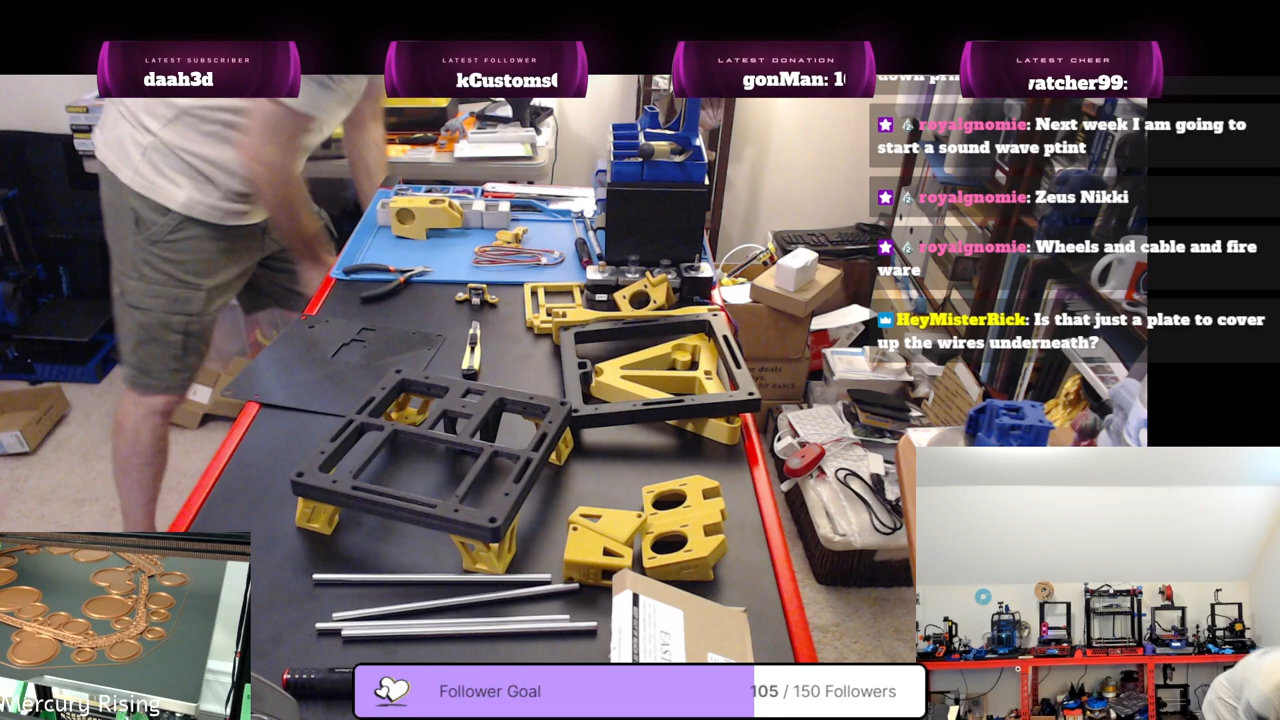 LATEST SUBSCRIBER
daah3d
LATEST FOLLOWER
kCustoms
LATEST DONATION
gonMan: 1
LATEST CHEER
ratcher99:
royalgnomie: Next week I am going to
start a sound wave ptint
royalgnomie: Zeus Nikki
royalgnomie: Wheels and cable and fire
ware
HeyMisterRick: Is that just a plate to cover
up the wires underneath?
Mercury Rising
Follower Goal
105 / 150 Followers